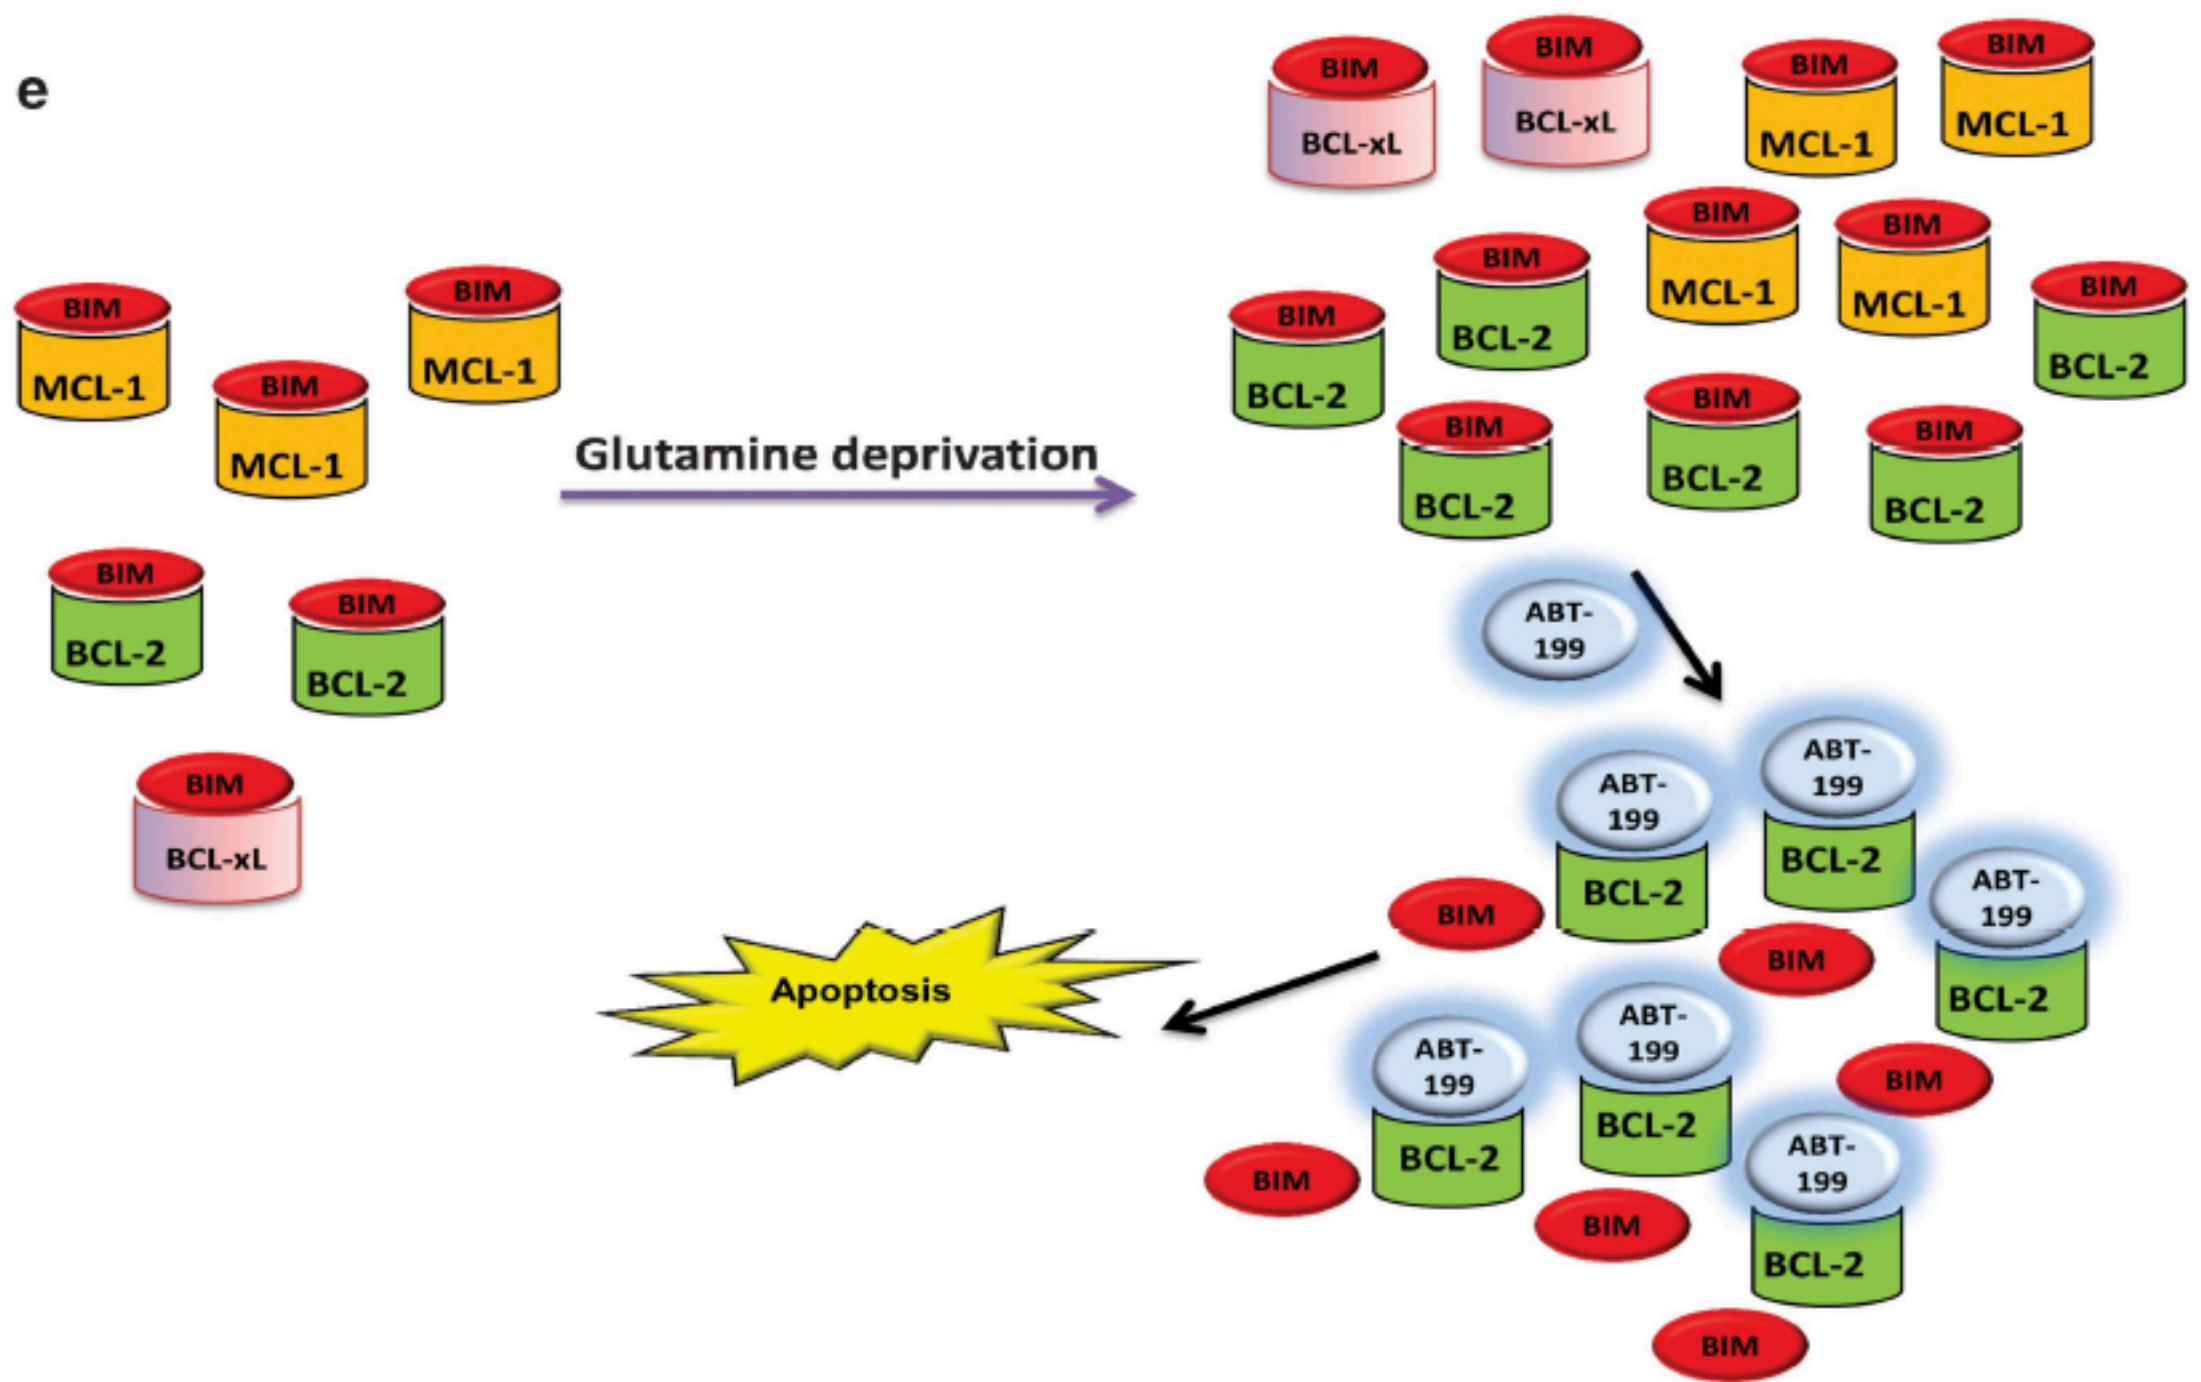 e
BIM
MCL-1
BIM
MCL-1
BIM
MCL-1
BIM
BCL-2
BIM
BCL-2
BIM
BCL-xL
Glutamine deprivation
BIM
BCL-xL
BIM
BCL-xL
BIM
MCL-1
BIM
MCL-1
BIM
MCL-1
BIM
MCL-1
BIM
BCL-2
BIM
BCL-2
BIM
BCL-2
BIM
BCL-2
BIM
BCL-2
BIM
BCL-2
ABT-
199
ABT-
199
BCL-2
ABT-
199
BCL-2
ABT-
199
BCL-2
BIM
BIM
BIM
ABT-
199
BCL-2
ABT-
199
BCL-2
ABT-
199
BCL-2
BIM
BIM
BIM
Apoptosis